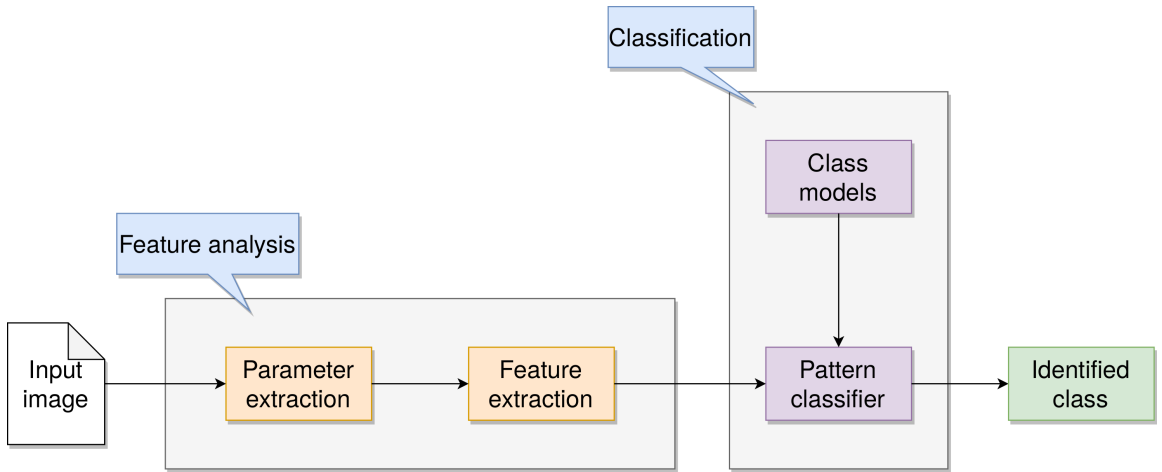 Classification
Class
models
Feature analysis
Input
image
Parameter
extraction
Feature
extraction
Pattern
classifier
Identified
class